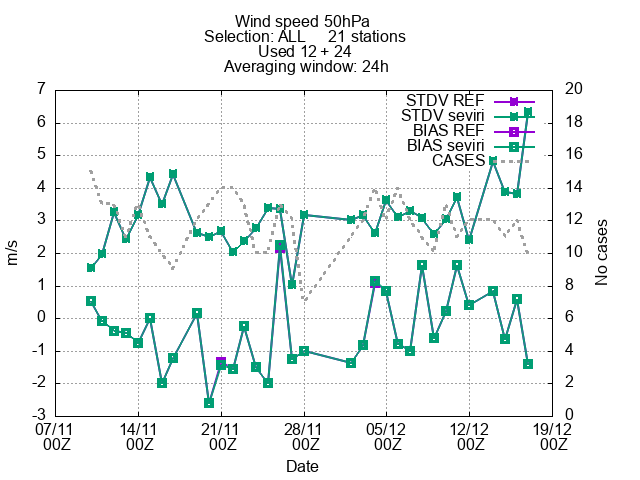 Wind speed 50hPa
Selection: ALL 21 stations
Used 12 + 24
Averaging window: 24h
STDV REF
STDV seviri
BIAS REF
BIAS seviri
CASES
m/s
7
6
5
4
3
2
1
0
-1
-2
-3
20
18
16
14
12
10
8
6
4
2
0
No cases
07/11 14/11 21/11 28/11 05/12 12/12 19/12
00Z 00Z 00Z 00Z 00Z 00Z 00Z
Date